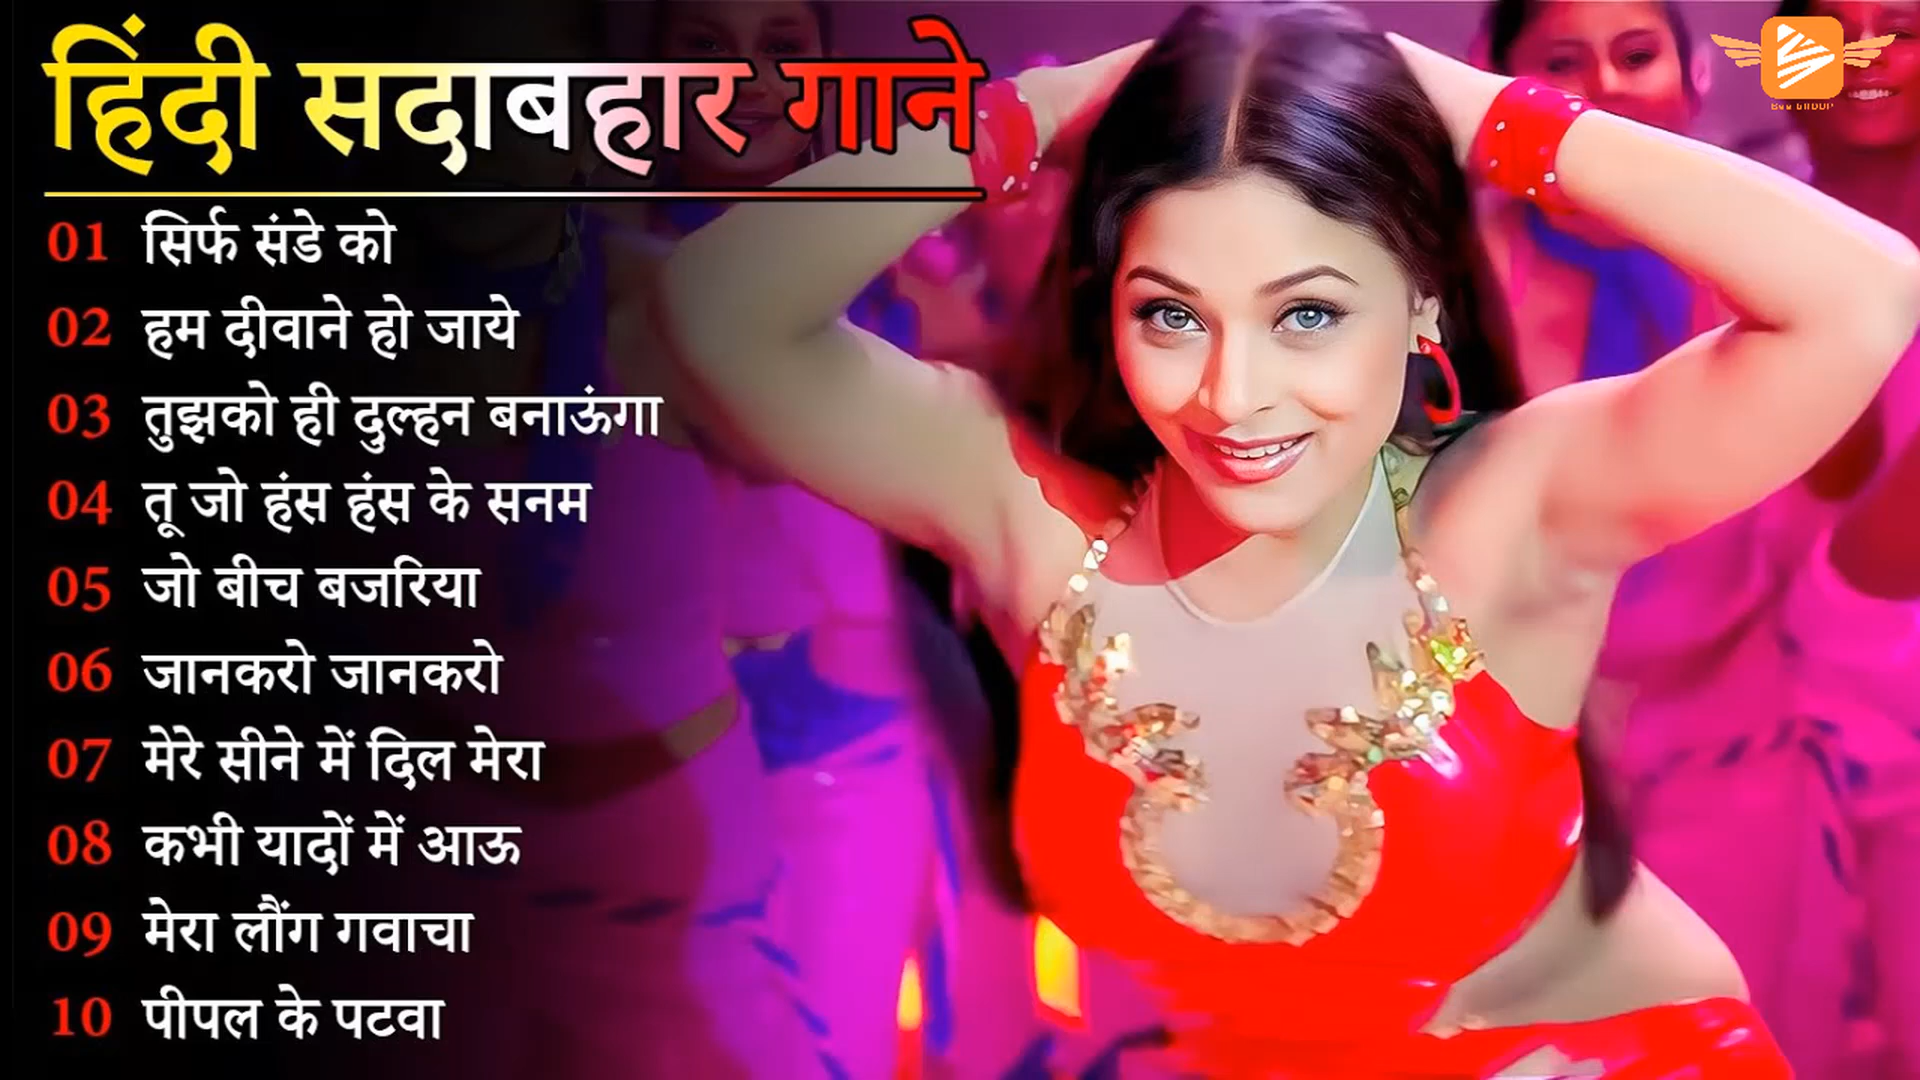 हिंदी सदाबहार गाने
01 सिर्फ संडे को
02 हम दीवाने हो जाये
03 तुझको ही दुल्हन बनाऊंगा
04 तू जो हंस हंस के सनम
05 जो बीच बजरिया
06 जानकरो जानकरो
07 मेरे सीने में दिल मेरा
08 कभी यादों में आऊ
09 मेरा लौंग गवाचा
10 पीपल के पटवा